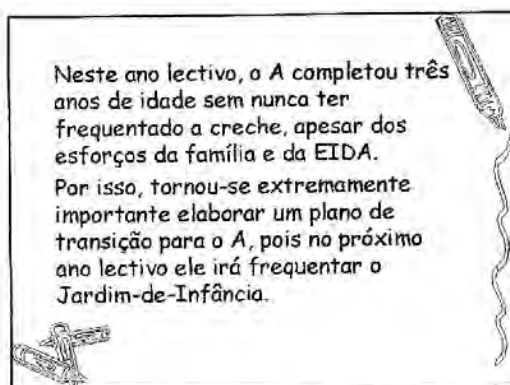 Neste ano lectivo, o A completou três
anos de idade sem nunca ter
frequentado a creche, apesar dos
esforços da família e da EIDA.
Por isso, tornou-se extremamente
importante elaborar um plano de
transição para o A, pois no próximo
ano lectivo ele irá frequentar o
Jardim-de-Infância.